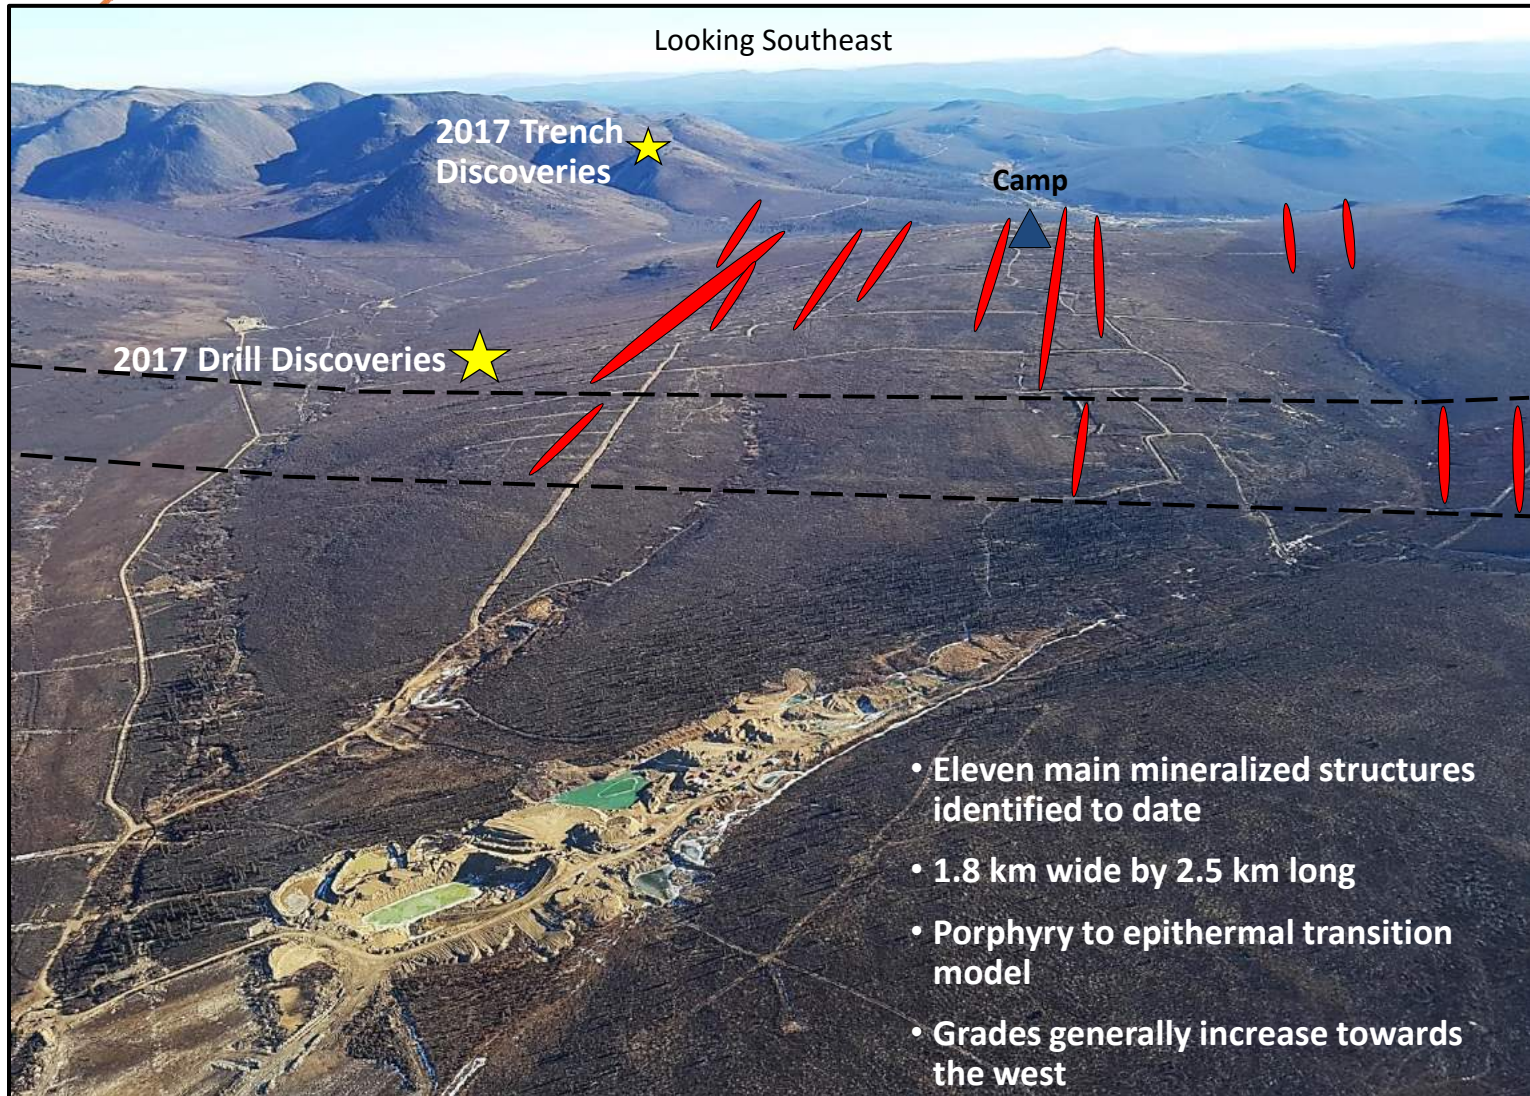 Looking Southeast
2017 Trench
Discoveries
Camp
2017 Drill Discoveries
• Eleven main mineralized structures
identified to date
• 1.8 km wide by 2.5 km long
• Porphyry to epithermal transition
model
• Grades generally increase towards
the west